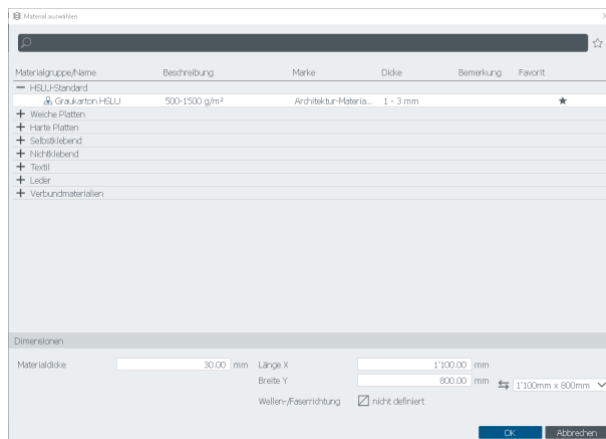 Material auswählen
Materialgruppe/Name Beschreibung Marke Dicke Bemerkung Favorit
HSLU-Standard
Graukarton HSLU 500-1500 g/m² Architektur-Materia... 1 - 3 mm
Weiche Platten
Harte Platten
Selbstklebend
Nichtklebend
Textil
Leder
Verbundmaterialien
Dimensionen
Materialdicke 30.00 mm Länge X 1'100.00 mm
Breite Y 800.00 mm 1'100mm x 800mm
Wellen-/Faserrichtung nicht definiert
OK Abbrechen